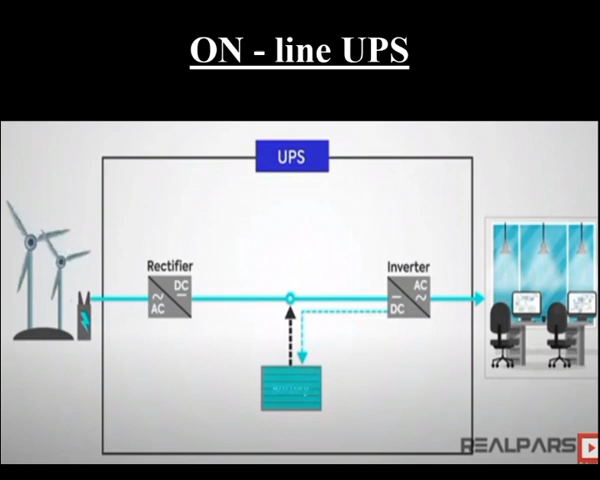 ON - line UPS
UPS
Rectifier
DC
AC
Inverter
AC
DC
REALPARS